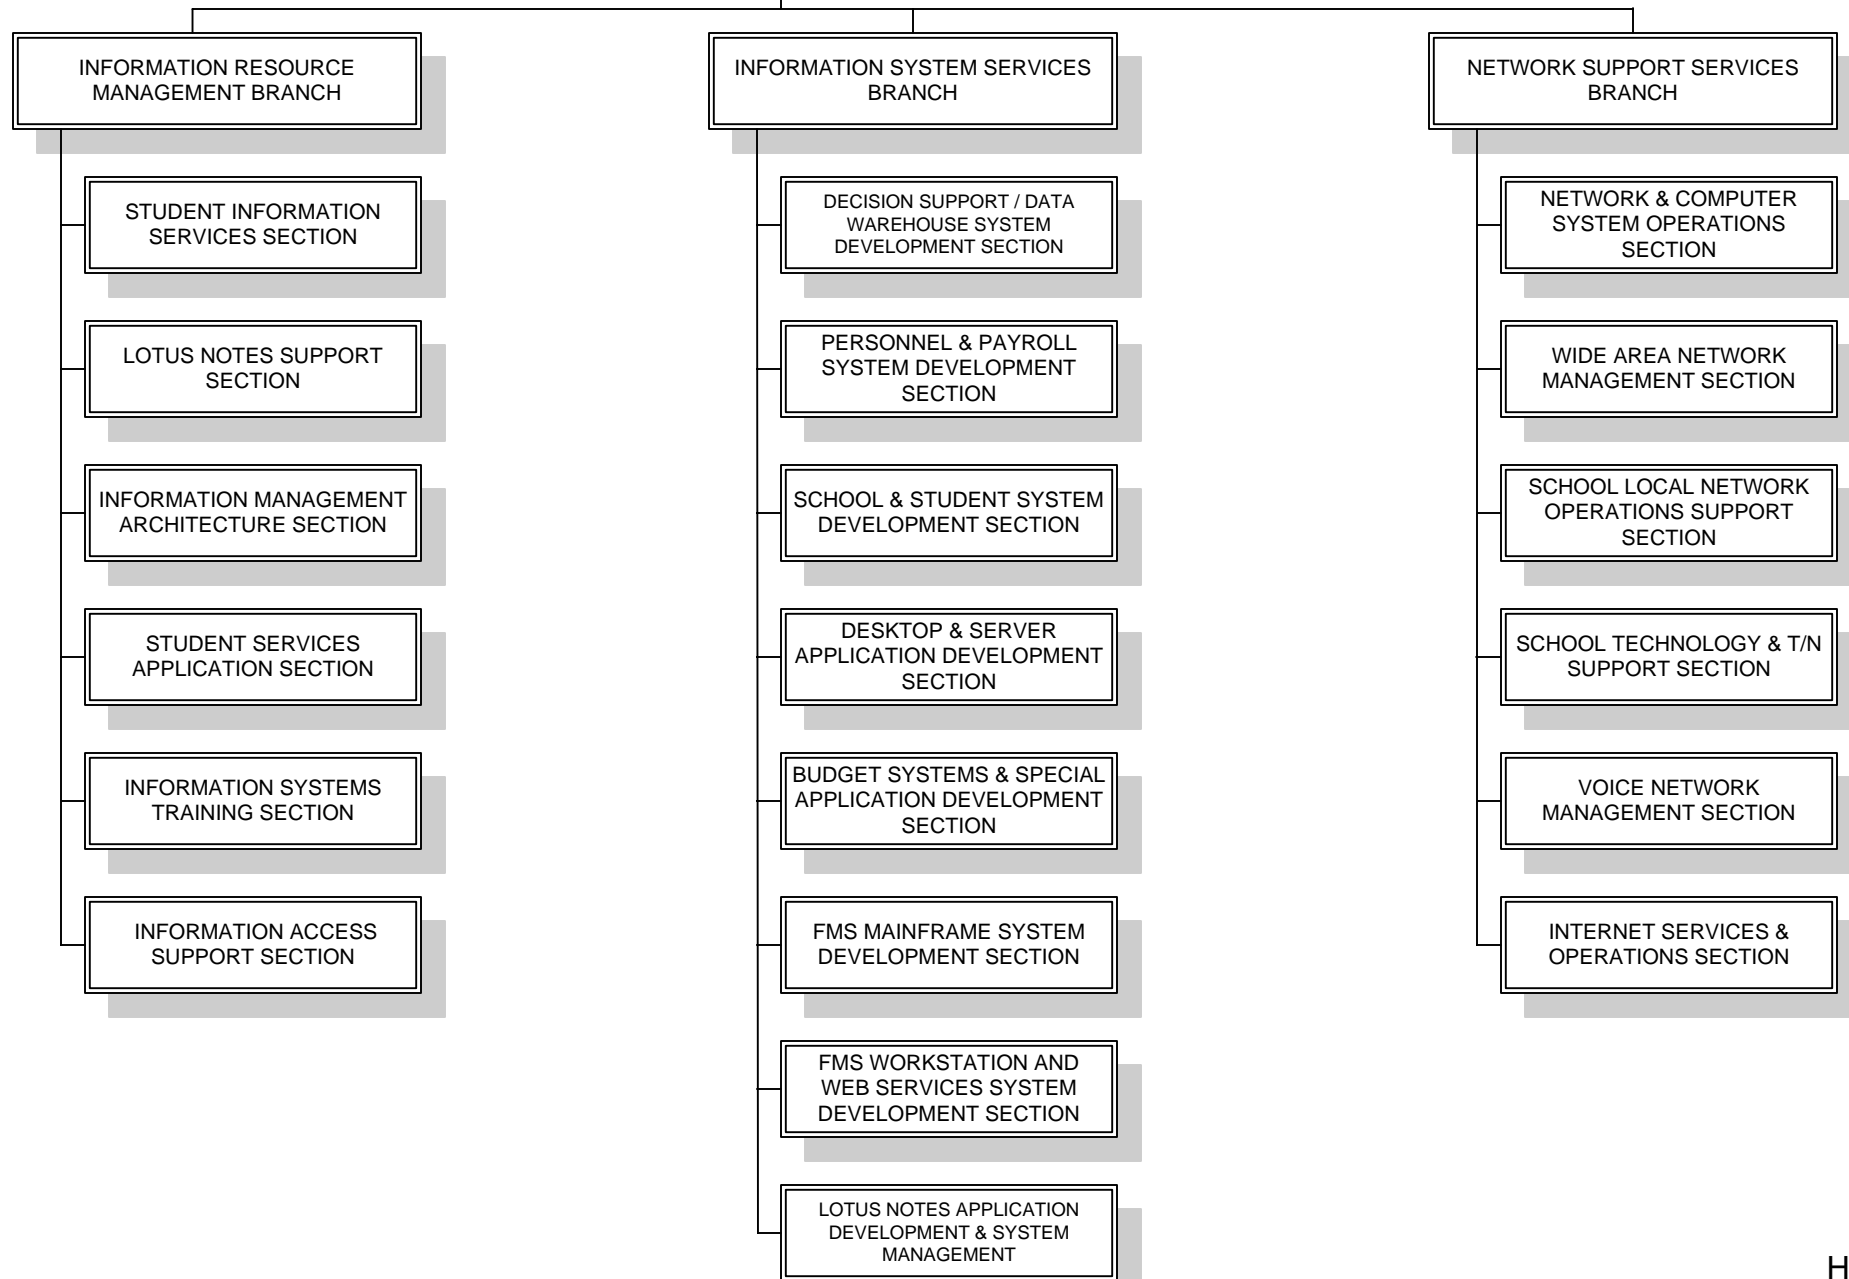 INFORMATION RESOURCE
MANAGEMENT BRANCH
STUDENT INFORMATION
SERVICES SECTION
LOTUS NOTES SUPPORT
SECTION
INFORMATION MANAGEMENT
ARCHITECTURE SECTION
STUDENT SERVICES
APPLICATION SECTION
INFORMATION SYSTEMS
TRAINING SECTION
INFORMATION ACCESS
SUPPORT SECTION
INFORMATION SYSTEM SERVICES
BRANCH
DECISION SUPPORT / DATA
WAREHOUSE SYSTEM
DEVELOPMENT SECTION
PERSONNEL & PAYROLL
SYSTEM DEVELOPMENT
SECTION
SCHOOL & STUDENT SYSTEM
DEVELOPMENT SECTION
DESKTOP & SERVER
APPLICATION DEVELOPMENT
SECTION
BUDGET SYSTEMS & SPECIAL
APPLICATION DEVELOPMENT
SECTION
FMS MAINFRAME SYSTEM
DEVELOPMENT SECTION
FMS WORKSTATION AND
WEB SERVICES SYSTEM
DEVELOPMENT SECTION
LOTUS NOTES APPLICATION
DEVELOPMENT & SYSTEM
MANAGEMENT
NETWORK SUPPORT SERVICES
BRANCH
NETWORK & COMPUTER
SYSTEM OPERATIONS
SECTION
WIDE AREA NETWORK
MANAGEMENT SECTION
SCHOOL LOCAL NETWORK
OPERATIONS SUPPORT
SECTION
SCHOOL TECHNOLOGY & T/N
SUPPORT SECTION
VOICE NETWORK
MANAGEMENT SECTION
INTERNET SERVICES &
OPERATIONS SECTION
H